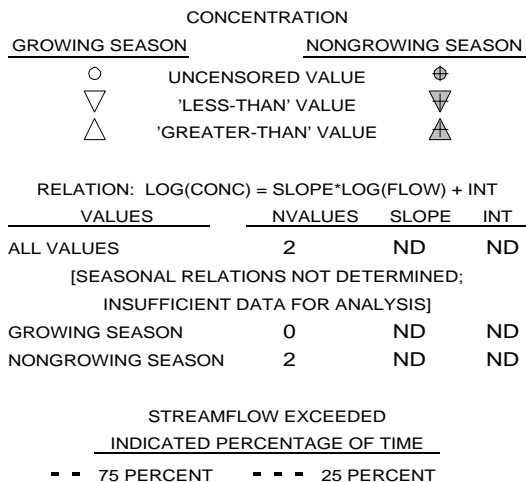 CONCENTRATION
GROWING SEASON NONGROWING SEASON
UNCENSORED VALUE
'LESS-THAN' VALUE
'GREATER-THAN' VALUE
RELATION: LOG(CONC) = SLOPE*LOG(FLOW) + INT
VALUES NVALUES SLOPE INT
ALL VALUES 2 ND ND
[SEASONAL RELATIONS NOT DETERMINED;
INSUFFICIENT DATA FOR ANALYSIS]
GROWING SEASON 0 ND ND
NONGROWING SEASON 2 ND ND
STREAMFLOW EXCEEDED
INDICATED PERCENTAGE OF TIME
75 PERCENT 25 PERCENT